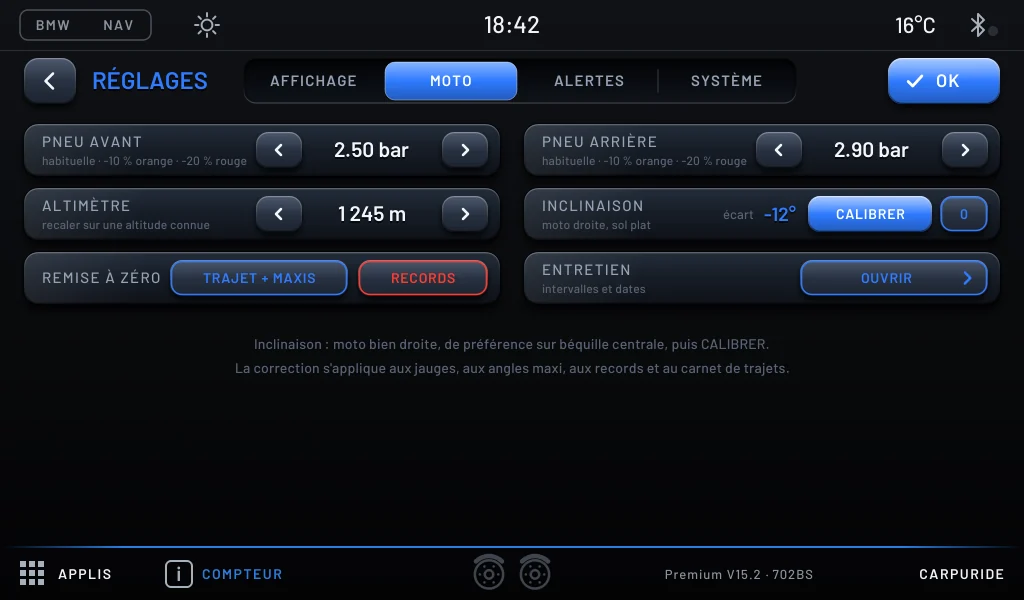 BMW NAV 18:42 16°C
RÉGLAGES AFFICHAGE MOTO ALERTES SYSTÈME OK
PNEU AVANT 2.50 bar
habituelle · -10 % orange · -20 % rouge
PNEU ARRIÈRE 2.90 bar
habituelle · -10 % orange · -20 % rouge
ALTIMÈTRE 1 245 m
recaler sur une altitude connue
INCLINAISON écart -12° CALIBRER 0
moto droite, sol plat
REMISE À ZÉRO TRAJET + MAXIS RECORDS
ENTRETIEN OUVRIR
intervalles et dates
Inclinaison : moto bien droite, de préférence sur béquille centrale, puis CALIBRER.
La correction s'applique aux jauges, aux angles maxi, aux records et au carnet de trajets.
APPLIS i COMPTEUR Premium V15.2 · 702BS CARPURIDE